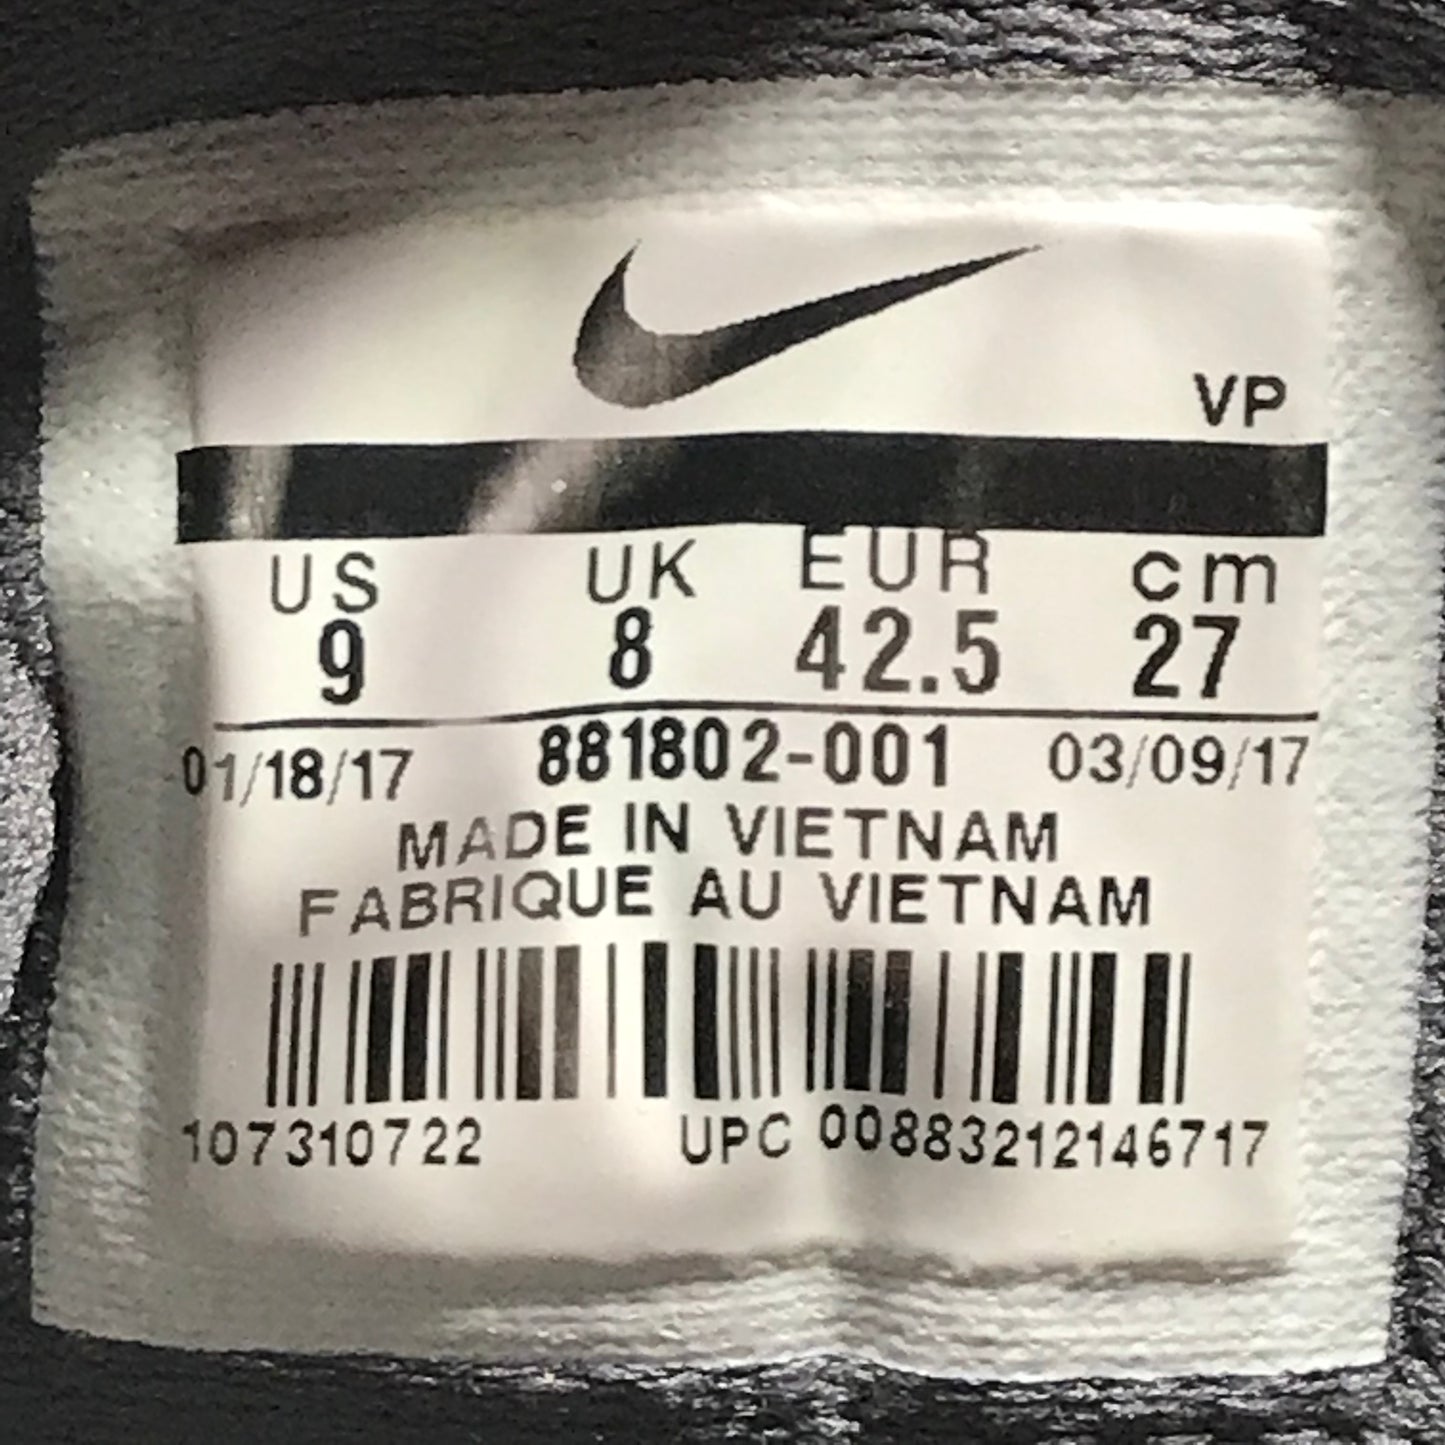 VP
US UK EUR cm
9 8 42.5 27
01/18/17 881802-001 03/09/17
MADE IN VIETNAM
FABRIQUE AU VIETNAM
107310722 UPC 00883212146717